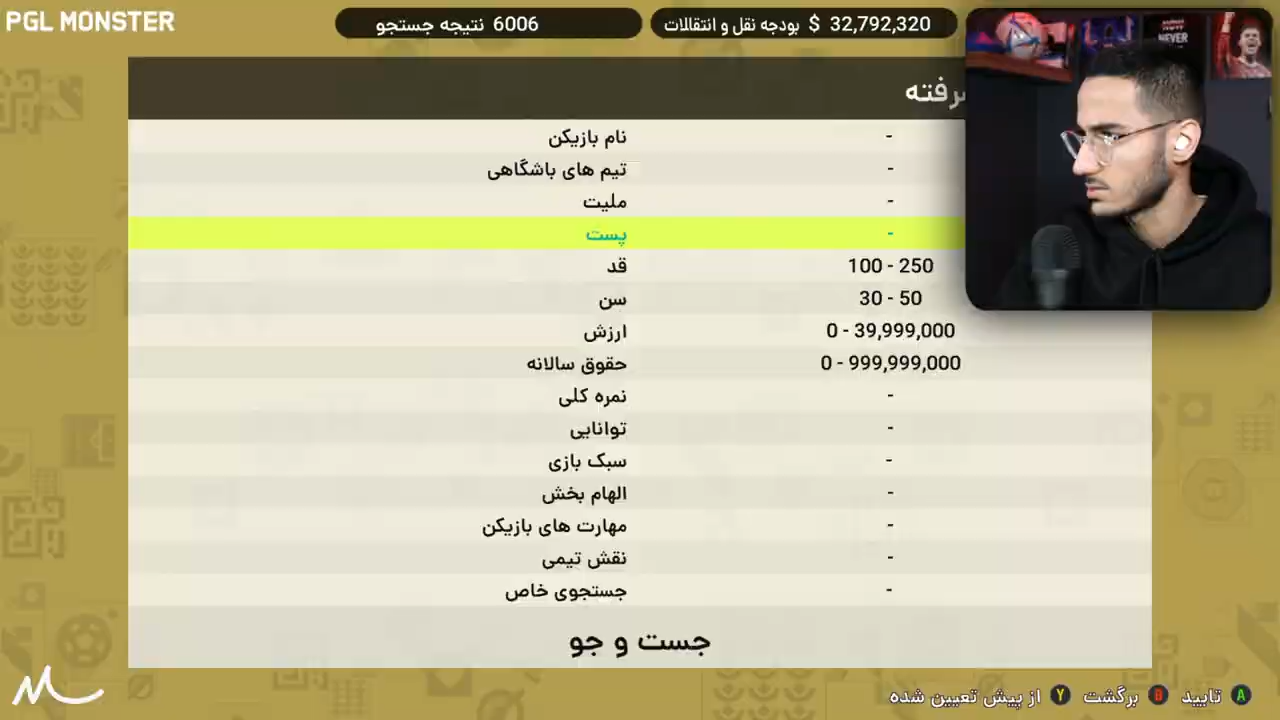 PGL MONSTER
6006 نتیجه جستجو
بودجه نقل و انتقالات $ 32,792,320
NEVER
رفته
نام بازیکن -
تیم های باشگاهی -
ملیت -
پست -
قد 100 - 250
سن 30 - 50
ارزش 0 - 39,999,000
حقوق سالانه 0 - 999,999,000
نمره کلی -
توانایی -
سبک بازی -
الهام بخش -
مهارت های بازیکن -
نقش تیمی -
جستجوی خاص -
جست و جو
A تایید B برگشت Y از پیش تعیین شده